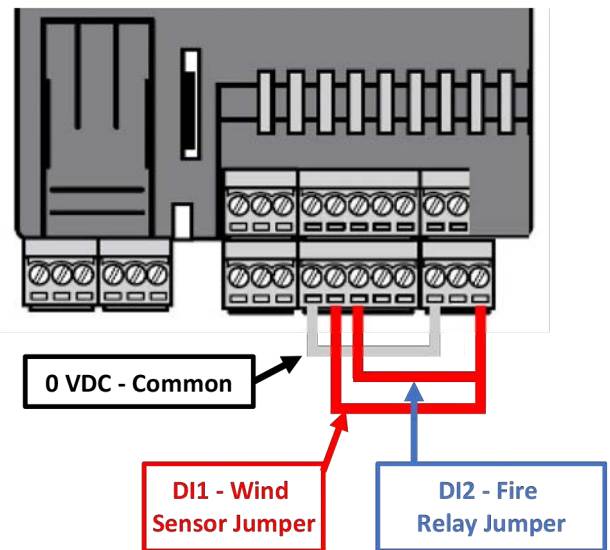 0 VDC - Common
DI1 - Wind
Sensor Jumper
DI2 - Fire
Relay Jumper